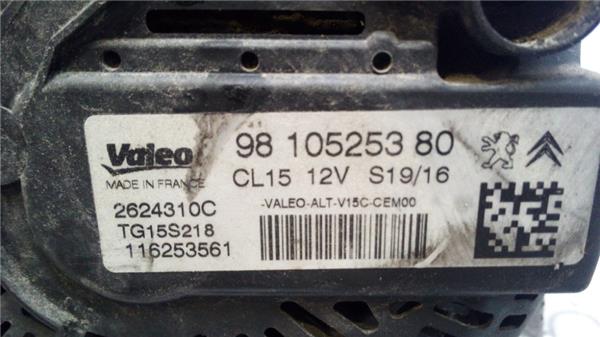 Valeo
MADE IN FRANCE
98 105253 80
CL15 12V S19/16
2624310C
TG15S218
116253561
-VALEO-ALT-V15C-CEM00